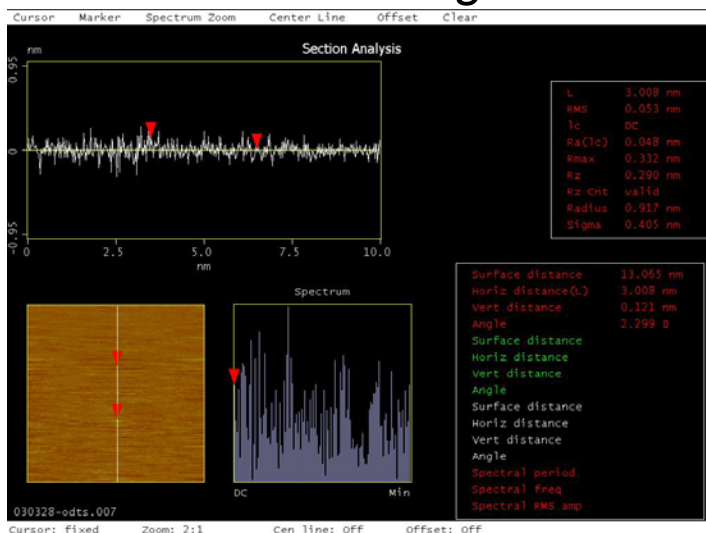 Cursor Marker Spectrum Zoom Center Line Offset Clear
Section Analysis
nm
0.95
0
-0.95
0 2.5 5.0 7.5 10.0
nm
L 3.008 nm
RMS 0.053 nm
lc DC
Ra(lc) 0.048 nm
Rmax 0.332 nm
Rz 0.290 nm
Rz Cnt valid
Radius 0.917 nm
Sigma 0.405 nm
Spectrum
DC Min
Surface distance 13.065 nm
Horiz distance(L) 3.008 nm
Vert distance 0.121 nm
Angle 2.299
Surface distance
Horiz distance
Vert distance
Angle
Surface distance
Horiz distance
Vert distance
Angle
Spectral period
Spectral freq
Spectral RMS amp
030328-odts.007
Cursor: fixed Zoom: 2:1 Cen line: Off Offset: Off